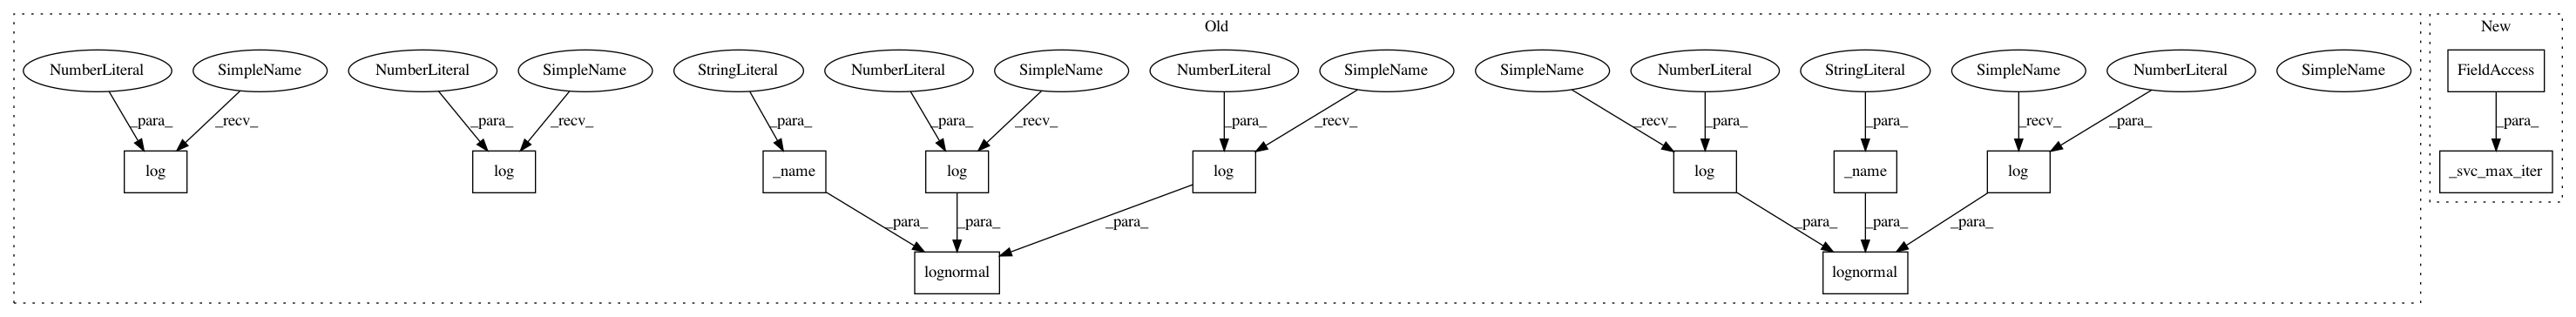 Old
New
NumberLiteral SimpleName NumberLiteral SimpleName StringLiteral NumberLiteral SimpleName NumberLiteral SimpleName SimpleName NumberLiteral StringLiteral SimpleName NumberLiteral SimpleName FieldAccess
_para_ _recv_ _para_ _recv_ _para_ _para_ _recv_ _para_ _recv_ _recv_ _para_ _para_ _recv_ _para_ _para_
log log _name log log log _name log _svc_max_iter
_para_ _para_ _para_ _para_ _para_ _para_
lognormal lognormal